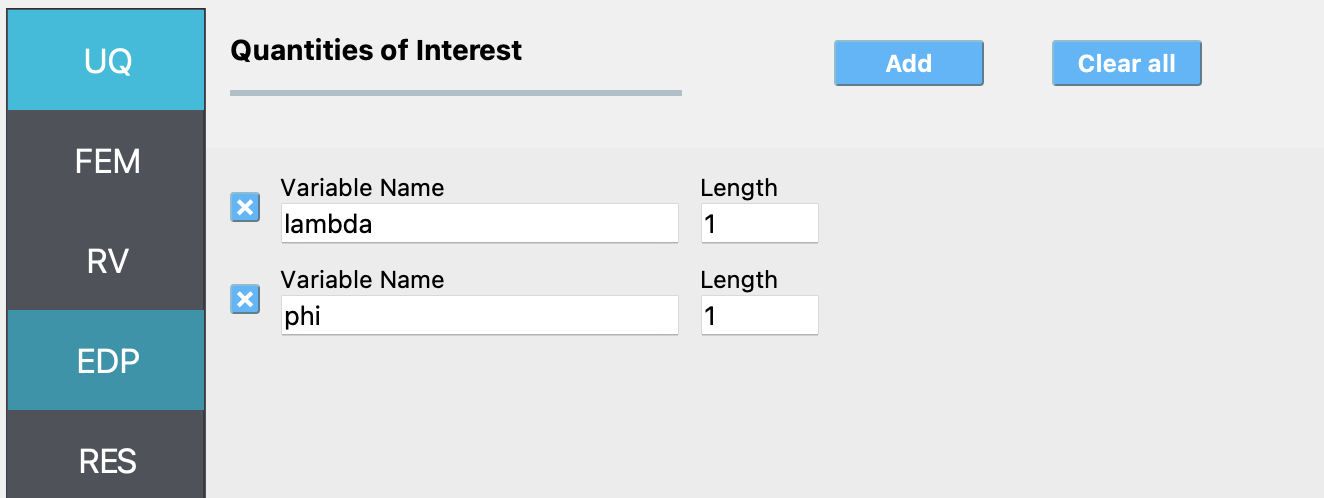 UQ
FEM
RV
EDP
RES
Quantities of Interest
Add
Clear all
Variable Name
Length
lambda
1
Variable Name
Length
phi
1